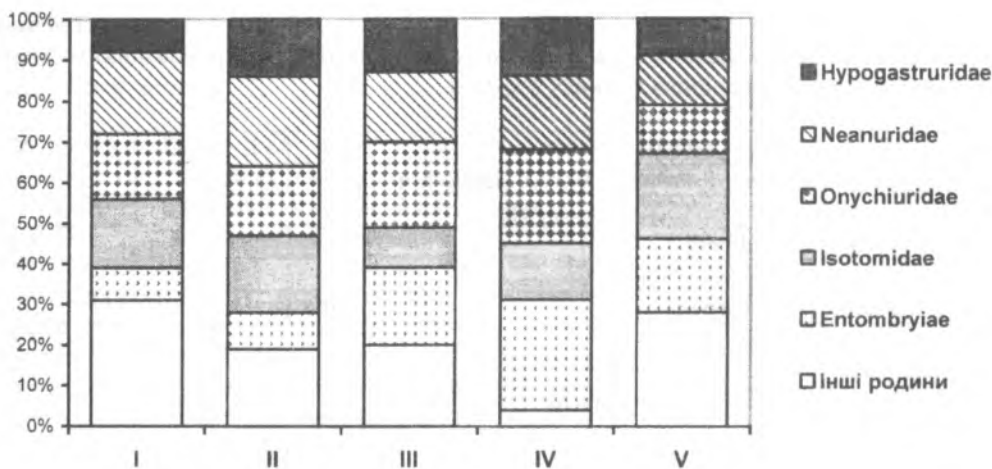 100%
90%
80%
70%
60%
50%
40%
30%
20%
10%
0%
I
II
III
IV
V
Hypogastruridae
Neanuridae
Onychiuridae
Isotomidae
Entombryiae
Інші родини